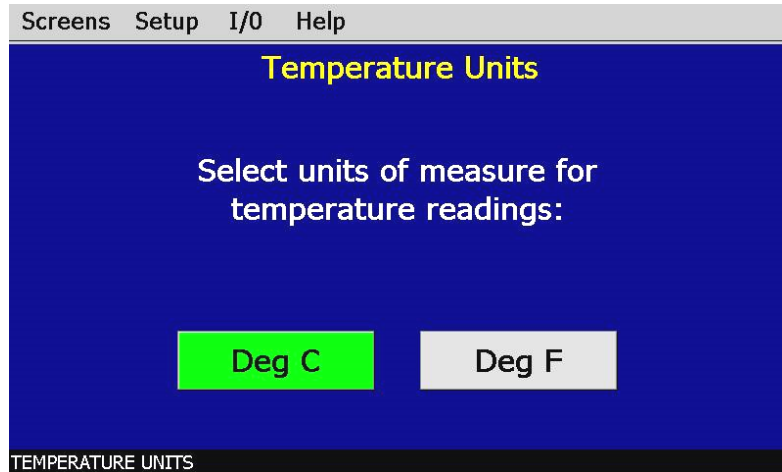 Screens Setup I/O Help
Temperature Units
Select units of measure for
temperature readings:
Deg C Deg F
TEMPERATURE UNITS